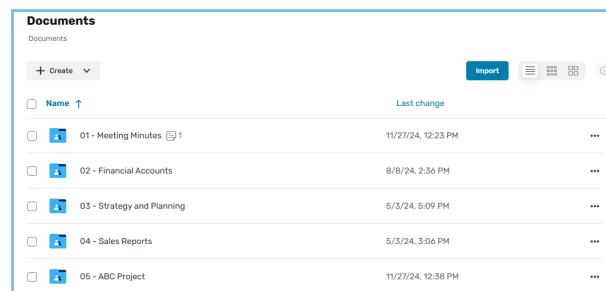 Documents
Documents
+ Create
Import
Name ↑ Last change
01 - Meeting Minutes 1 11/27/24, 12:23 PM
02 - Financial Accounts 8/8/24, 2:36 PM
03 - Strategy and Planning 5/3/24, 5:09 PM
04 - Sales Reports 5/3/24, 3:06 PM
05 - ABC Project 11/27/24, 12:38 PM